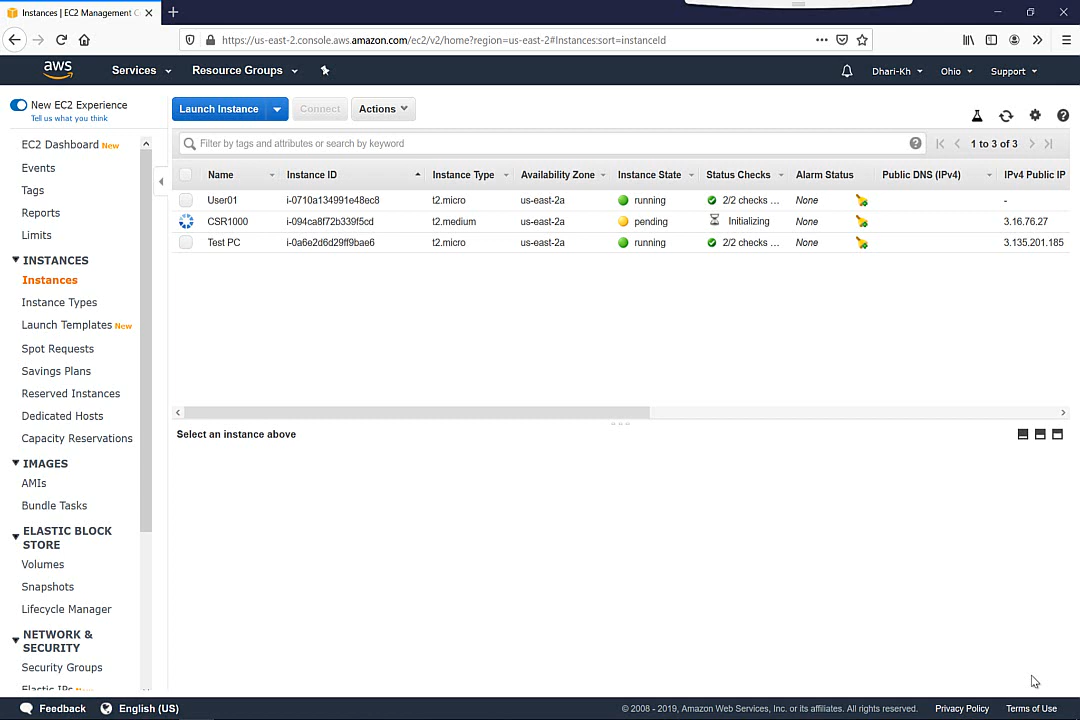 Instances | EC2 Management C
https://us-east-2.console.aws.amazon.com/ec2/v2/home?region=us-east-2#Instances:sort=instanceId
aws
Services
Resource Groups
Dhari-Kh
Ohio
Support
New EC2 Experience
Tell us what you think
EC2 Dashboard New
Events
Tags
Reports
Limits
INSTANCES
Instances
Instance Types
Launch Templates New
Spot Requests
Savings Plans
Reserved Instances
Dedicated Hosts
Capacity Reservations
IMAGES
AMIs
Bundle Tasks
ELASTIC BLOCK
STORE
Volumes
Snapshots
Lifecycle Manager
NETWORK &
SECURITY
Security Groups
Elastic IPs New
Launch Instance
Connect
Actions
Filter by tags and attributes or search by keyword
1 to 3 of 3
Name Instance ID Instance Type Availability Zone Instance State Status Checks Alarm Status Public DNS (IPv4) IPv4 Public IP
User01 i-0710a134991e48ec8 t2.micro us-east-2a running 2/2 checks ... None -
CSR1000 i-094ca8f72b339f5cd t2.medium us-east-2a pending Initializing None 3.16.76.27
Test PC i-0a6e2d6d29ff9bae6 t2.micro us-east-2a running 2/2 checks ... None 3.135.201.185
Select an instance above
Feedback
English (US)
© 2008 - 2019, Amazon Web Services, Inc. or its affiliates. All rights reserved.
Privacy Policy
Terms of Use